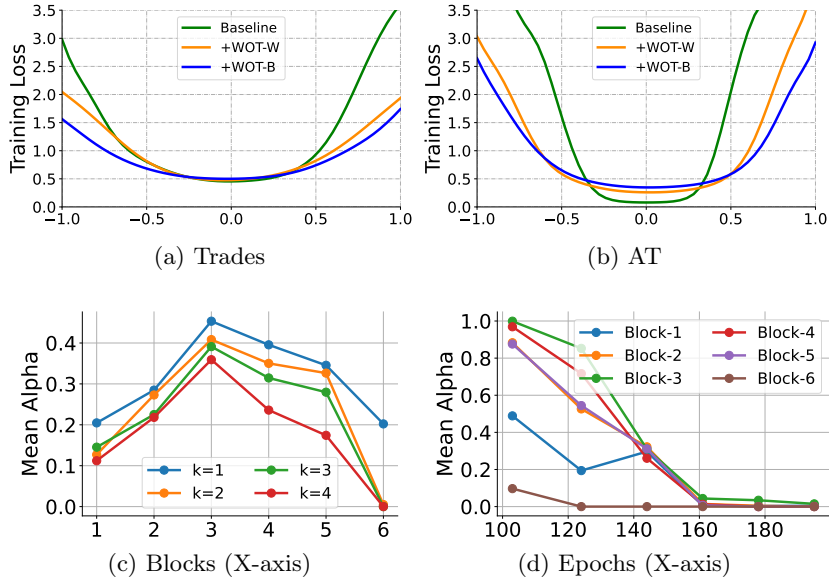 3.5
3.0
2.5
2.0
1.5
1.0
0.5
0.0
Training Loss
Baseline
+WOT-W
+WOT-B
−1.0 −0.5 0.0 0.5 1.0
(a) Trades
3.5
3.0
2.5
2.0
1.5
1.0
0.5
0.0
Training Loss
Baseline
+WOT-W
+WOT-B
−1.0 −0.5 0.0 0.5 1.0
(b) AT
0.4
0.3
0.2
0.1
0.0
Mean Alpha
k=1 k=3
k=2 k=4
1 2 3 4 5 6
(c) Blocks (X-axis)
1.0
0.8
0.6
0.4
0.2
0.0
Mean Alpha
Block-1 Block-4
Block-2 Block-5
Block-3 Block-6
100 120 140 160 180
(d) Epochs (X-axis)